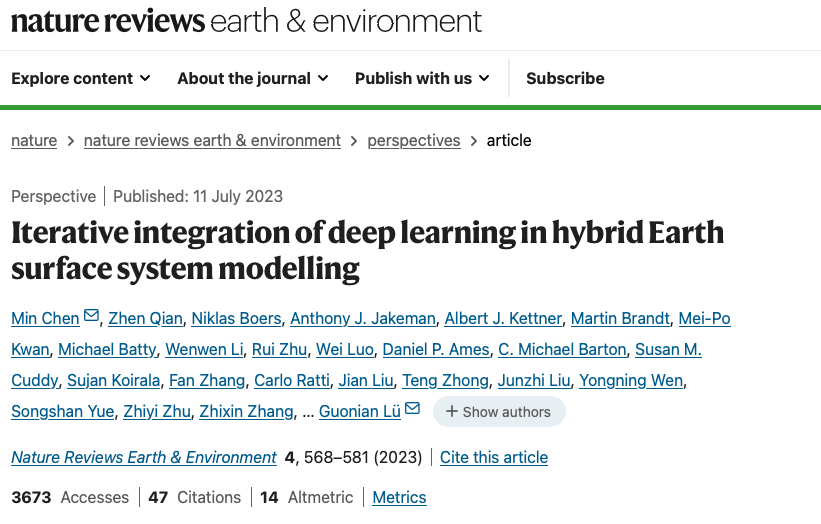 nature reviews earth & environment
Explore content About the journal Publish with us Subscribe
nature > nature reviews earth & environment > perspectives > article
Perspective | Published: 11 July 2023
Iterative integration of deep learning in hybrid Earth
surface system modelling
Min Chen, Zhen Qian, Niklas Boers, Anthony J. Jakeman, Albert J. Kettner, Martin Brandt, Mei-Po
Kwan, Michael Batty, Wenwen Li, Rui Zhu, Wei Luo, Daniel P. Ames, C. Michael Barton, Susan M.
Cuddy, Sujan Koirala, Fan Zhang, Carlo Ratti, Jian Liu, Teng Zhong, Junzhi Liu, Yongning Wen,
Songshan Yue, Zhiyi Zhu, Zhixin Zhang, ... Guonian Lü + Show authors
Nature Reviews Earth & Environment 4, 568–581 (2023) | Cite this article
3673 Accesses | 47 Citations | 14 Altmetric | Metrics